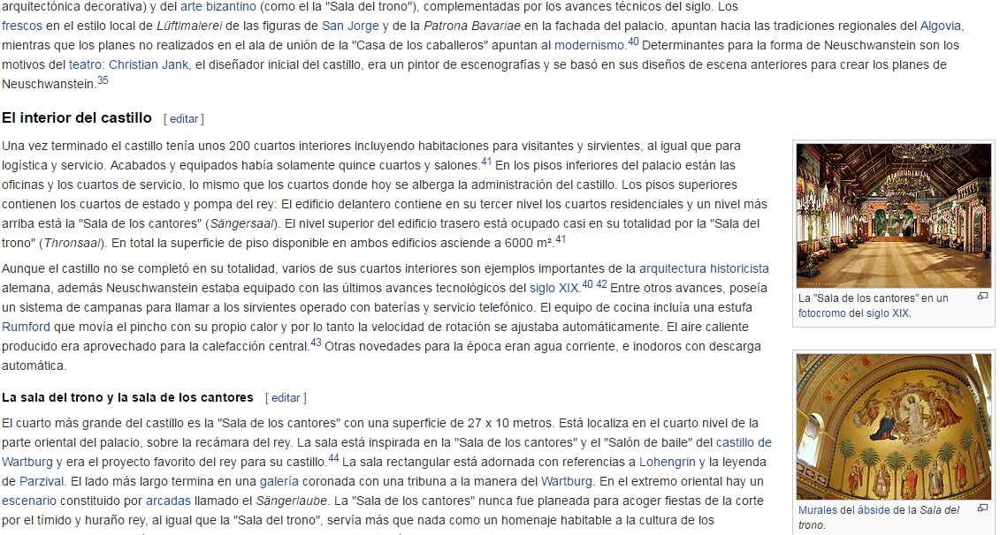 arquitectónica decorativa) y del arte bizantino (como el la "Sala del trono"), complementadas por los avances técnicos del siglo. Los
frescos en el estilo local de Lüftlmalerei de las figuras de San Jorge y de la Patrona Bavariae en la fachada del palacio, apuntan hacia las tradiciones regionales del Algovia,
mientras que los planes no realizados en el ala de unión de la "Casa de los caballeros" apuntan al modernismo.40 Determinantes para la forma de Neuschwanstein son los
motivos del teatro: Christian Jank, el diseñador inicial del castillo, era un pintor de escenografías y se basó en sus diseños de escena anteriores para crear los planes de
Neuschwanstein.35
El interior del castillo [ editar ]
Una vez terminado el castillo tenía unos 200 cuartos interiores incluyendo habitaciones para visitantes y sirvientes, al igual que para
logística y servicio. Acabados y equipados había solamente quince cuartos y salones.41 En los pisos inferiores del palacio están las
oficinas y los cuartos de servicio, lo mismo que los cuartos donde hoy se alberga la administración del castillo. Los pisos superiores
contienen los cuartos de estado y pompa del rey: El edificio delantero contiene en su tercer nivel los cuartos residenciales y un nivel más
arriba está la "Sala de los cantores" (Sängersaal). El nivel superior del edificio trasero está ocupado casi en su totalidad por la "Sala del
trono" (Thronsaal). En total la superficie de piso disponible en ambos edificios asciende a 6000 m².41
Aunque el castillo no se completó en su totalidad, varios de sus cuartos interiores son ejemplos importantes de la arquitectura historicista
alemana, además Neuschwanstein estaba equipado con las últimos avances tecnológicos del siglo XIX.40 42 Entre otros avances, poseía
un sistema de campanas para llamar a los sirvientes operado con baterías y servicio telefónico. El equipo de cocina incluía una estufa
Rumford que movía el pincho con su propio calor y por lo tanto la velocidad de rotación se ajustaba automáticamente. El aire caliente
producido era aprovechado para la calefacción central.43 Otras novedades para la época eran agua corriente, e inodoros con descarga
automática.
La sala del trono y la sala de los cantores [ editar ]
El cuarto más grande del castillo es la "Sala de los cantores" con una superficie de 27 x 10 metros. Está localiza en el cuarto nivel de la
parte oriental del palacio, sobre la recámara del rey. La sala está inspirada en la "Sala de los cantores" y el "Salón de baile" del castillo de
Wartburg y era el proyecto favorito del rey para su castillo.44 La sala rectangular está adornada con referencias a Lohengrin y la leyenda
de Parzival. El lado más largo termina en una galería coronada con una tribuna a la manera del Wartburg. En el extremo oriental hay un
escenario constituido por arcadas llamado el Sängerlaube. La "Sala de los cantores" nunca fue planeada para acoger fiestas de la corte
por el tímido y huraño rey, al igual que la "Sala del trono", servía más que nada como un homenaje habitable a la cultura de los
La "Sala de los cantores" en un
fotocromo del siglo XIX.
Murales del ábside de la Sala del
trono.